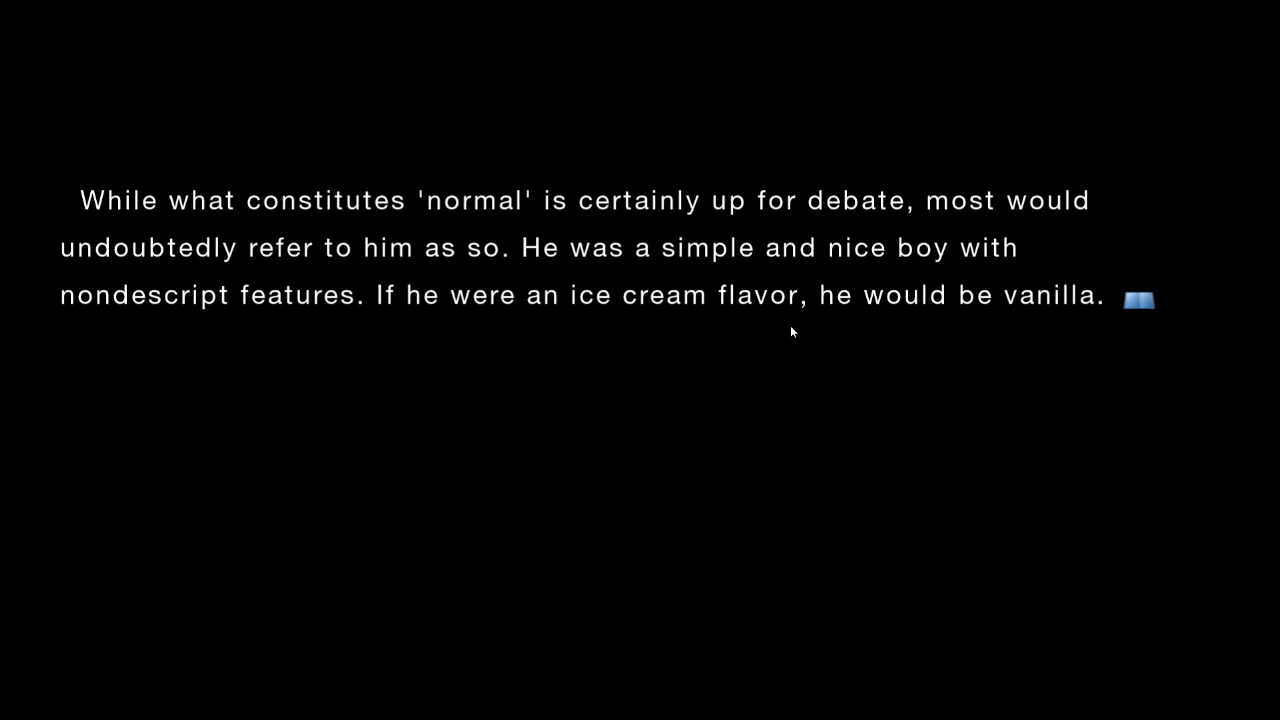 While what constitutes 'normal' is certainly up for debate, most would
undoubtedly refer to him as so. He was a simple and nice boy with
nondescript features. If he were an ice cream flavor, he would be vanilla.